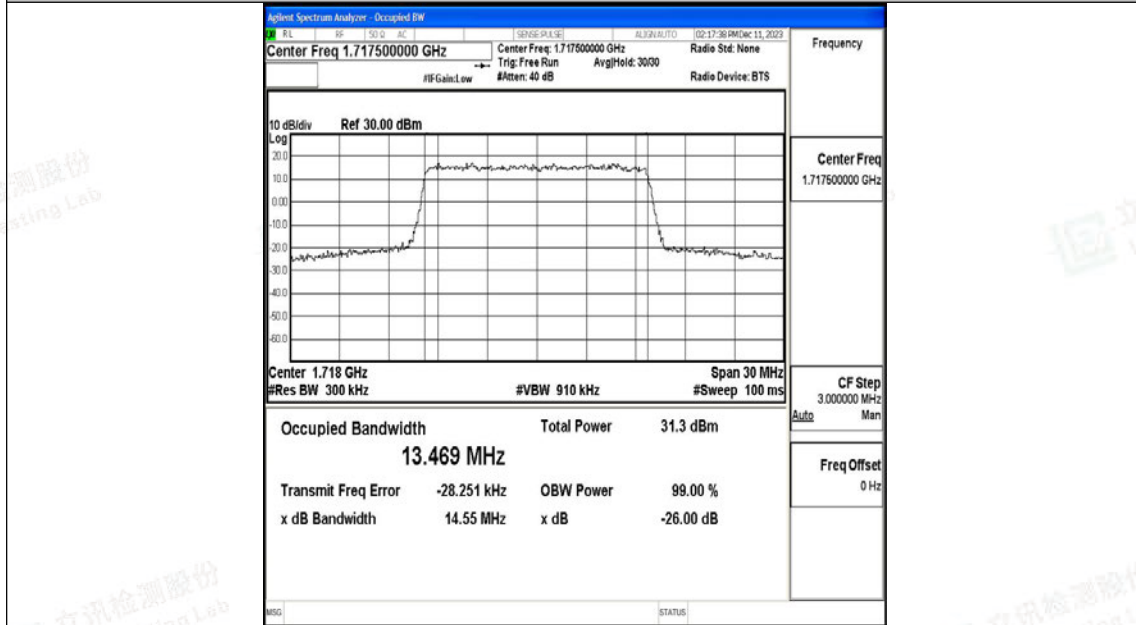 Agilent Spectrum Analyzer - Occupied BW
RL RF 50 Ω AC SENSE:PULSE ALIGNAUTO 02:17:38 PMDec 11, 2023
Center Freq 1.717500000 GHz
Center Freq: 1.717500000 GHz
Radio Std: None
Trig: Free Run Avg|Hold: 30/30
#IFGain:Low
#Atten: 40 dB
Radio Device: BTS
Frequency
10 dB/div Ref 30.00 dBm
Log
20.0
10.0
0.00
-10.0
-20.0
-30.0
-40.0
-50.0
-60.0
Center 1.718 GHz Span 30 MHz
#Res BW 300 kHz #VBW 910 kHz #Sweep 100 ms
Occupied Bandwidth Total Power 31.3 dBm
13.469 MHz
Transmit Freq Error -28.251 kHz OBW Power 99.00 %
x dB Bandwidth 14.55 MHz x dB -26.00 dB
Center Freq
1.717500000 GHz
CF Step
3.000000 MHz
Auto Man
Freq Offset
0 Hz
MSG STATUS
检测股份